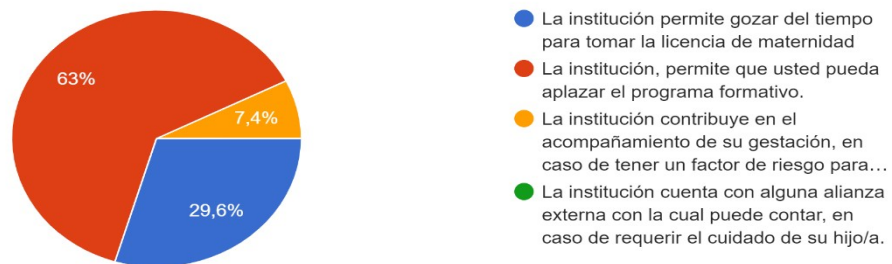 63%
7,4%
29,6%
La institución permite gozar del tiempo
para tomar la licencia de maternidad
La institución, permite que usted pueda
aplazar el programa formativo.
La institución contribuye en el
acompañamiento de su gestación, en
caso de tener un factor de riesgo para…
La institución cuenta con alguna alianza
externa con la cual puede contar, en
caso de requerir el cuidado de su hijo/a.